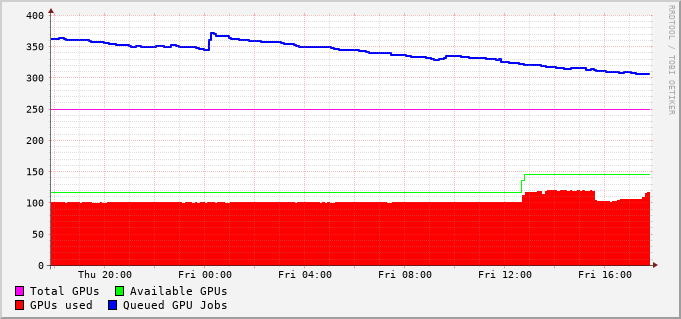 400
350
300
250
200
150
100
50
0
Thu 20:00 Fri 00:00 Fri 04:00 Fri 08:00 Fri 12:00 Fri 16:00
Total GPUs Available GPUs
GPUs used Queued GPU Jobs
RRDTOOL / TOBI OETIKER